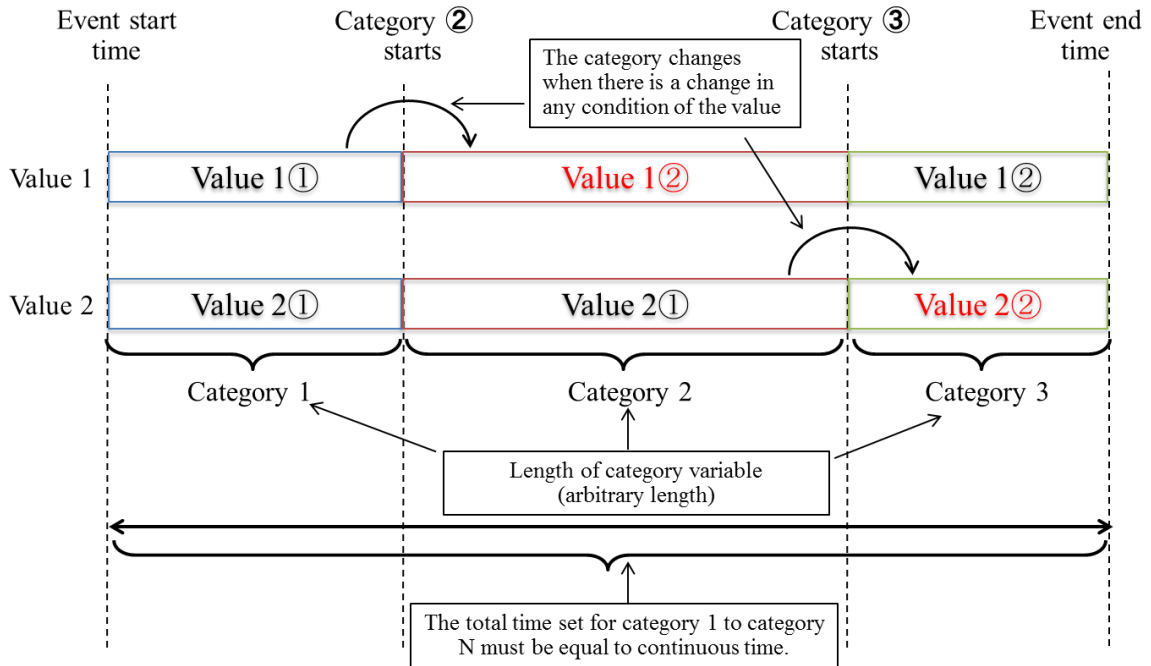 Event start
time
Category ②
starts
Category ③
starts
Event end
time
The category changes
when there is a change in
any condition of the value
Value 1
Value 1①
Value 1②
Value 1②
Value 2
Value 2①
Value 2①
Value 2②
Category 1
Category 2
Category 3
Length of category variable
(arbitrary length)
The total time set for category 1 to category
N must be equal to continuous time.